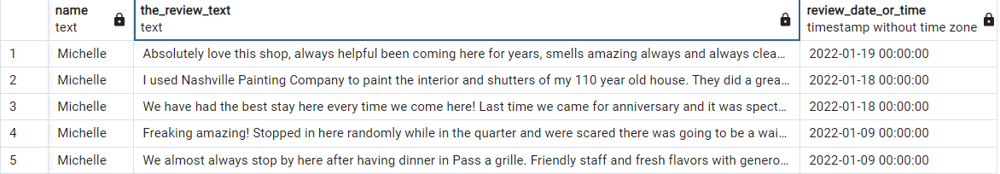 name the_review_text review_date_or_time
text text timestamp without time zone
1 Michelle Absolutely love this shop, always helpful been coming here for years, smells amazing always and always clea... 2022-01-19 00:00:00
2 Michelle I used Nashville Painting Company to paint the interior and shutters of my 110 year old house. They did a grea... 2022-01-18 00:00:00
3 Michelle We have had the best stay here every time we come here! Last time we came for anniversary and it was spect... 2022-01-18 00:00:00
4 Michelle Freaking amazing! Stopped in here randomly while in the quarter and were scared there was going to be a wai... 2022-01-09 00:00:00
5 Michelle We almost always stop by here after having dinner in Pass a grille. Friendly staff and fresh flavors with genero... 2022-01-09 00:00:00